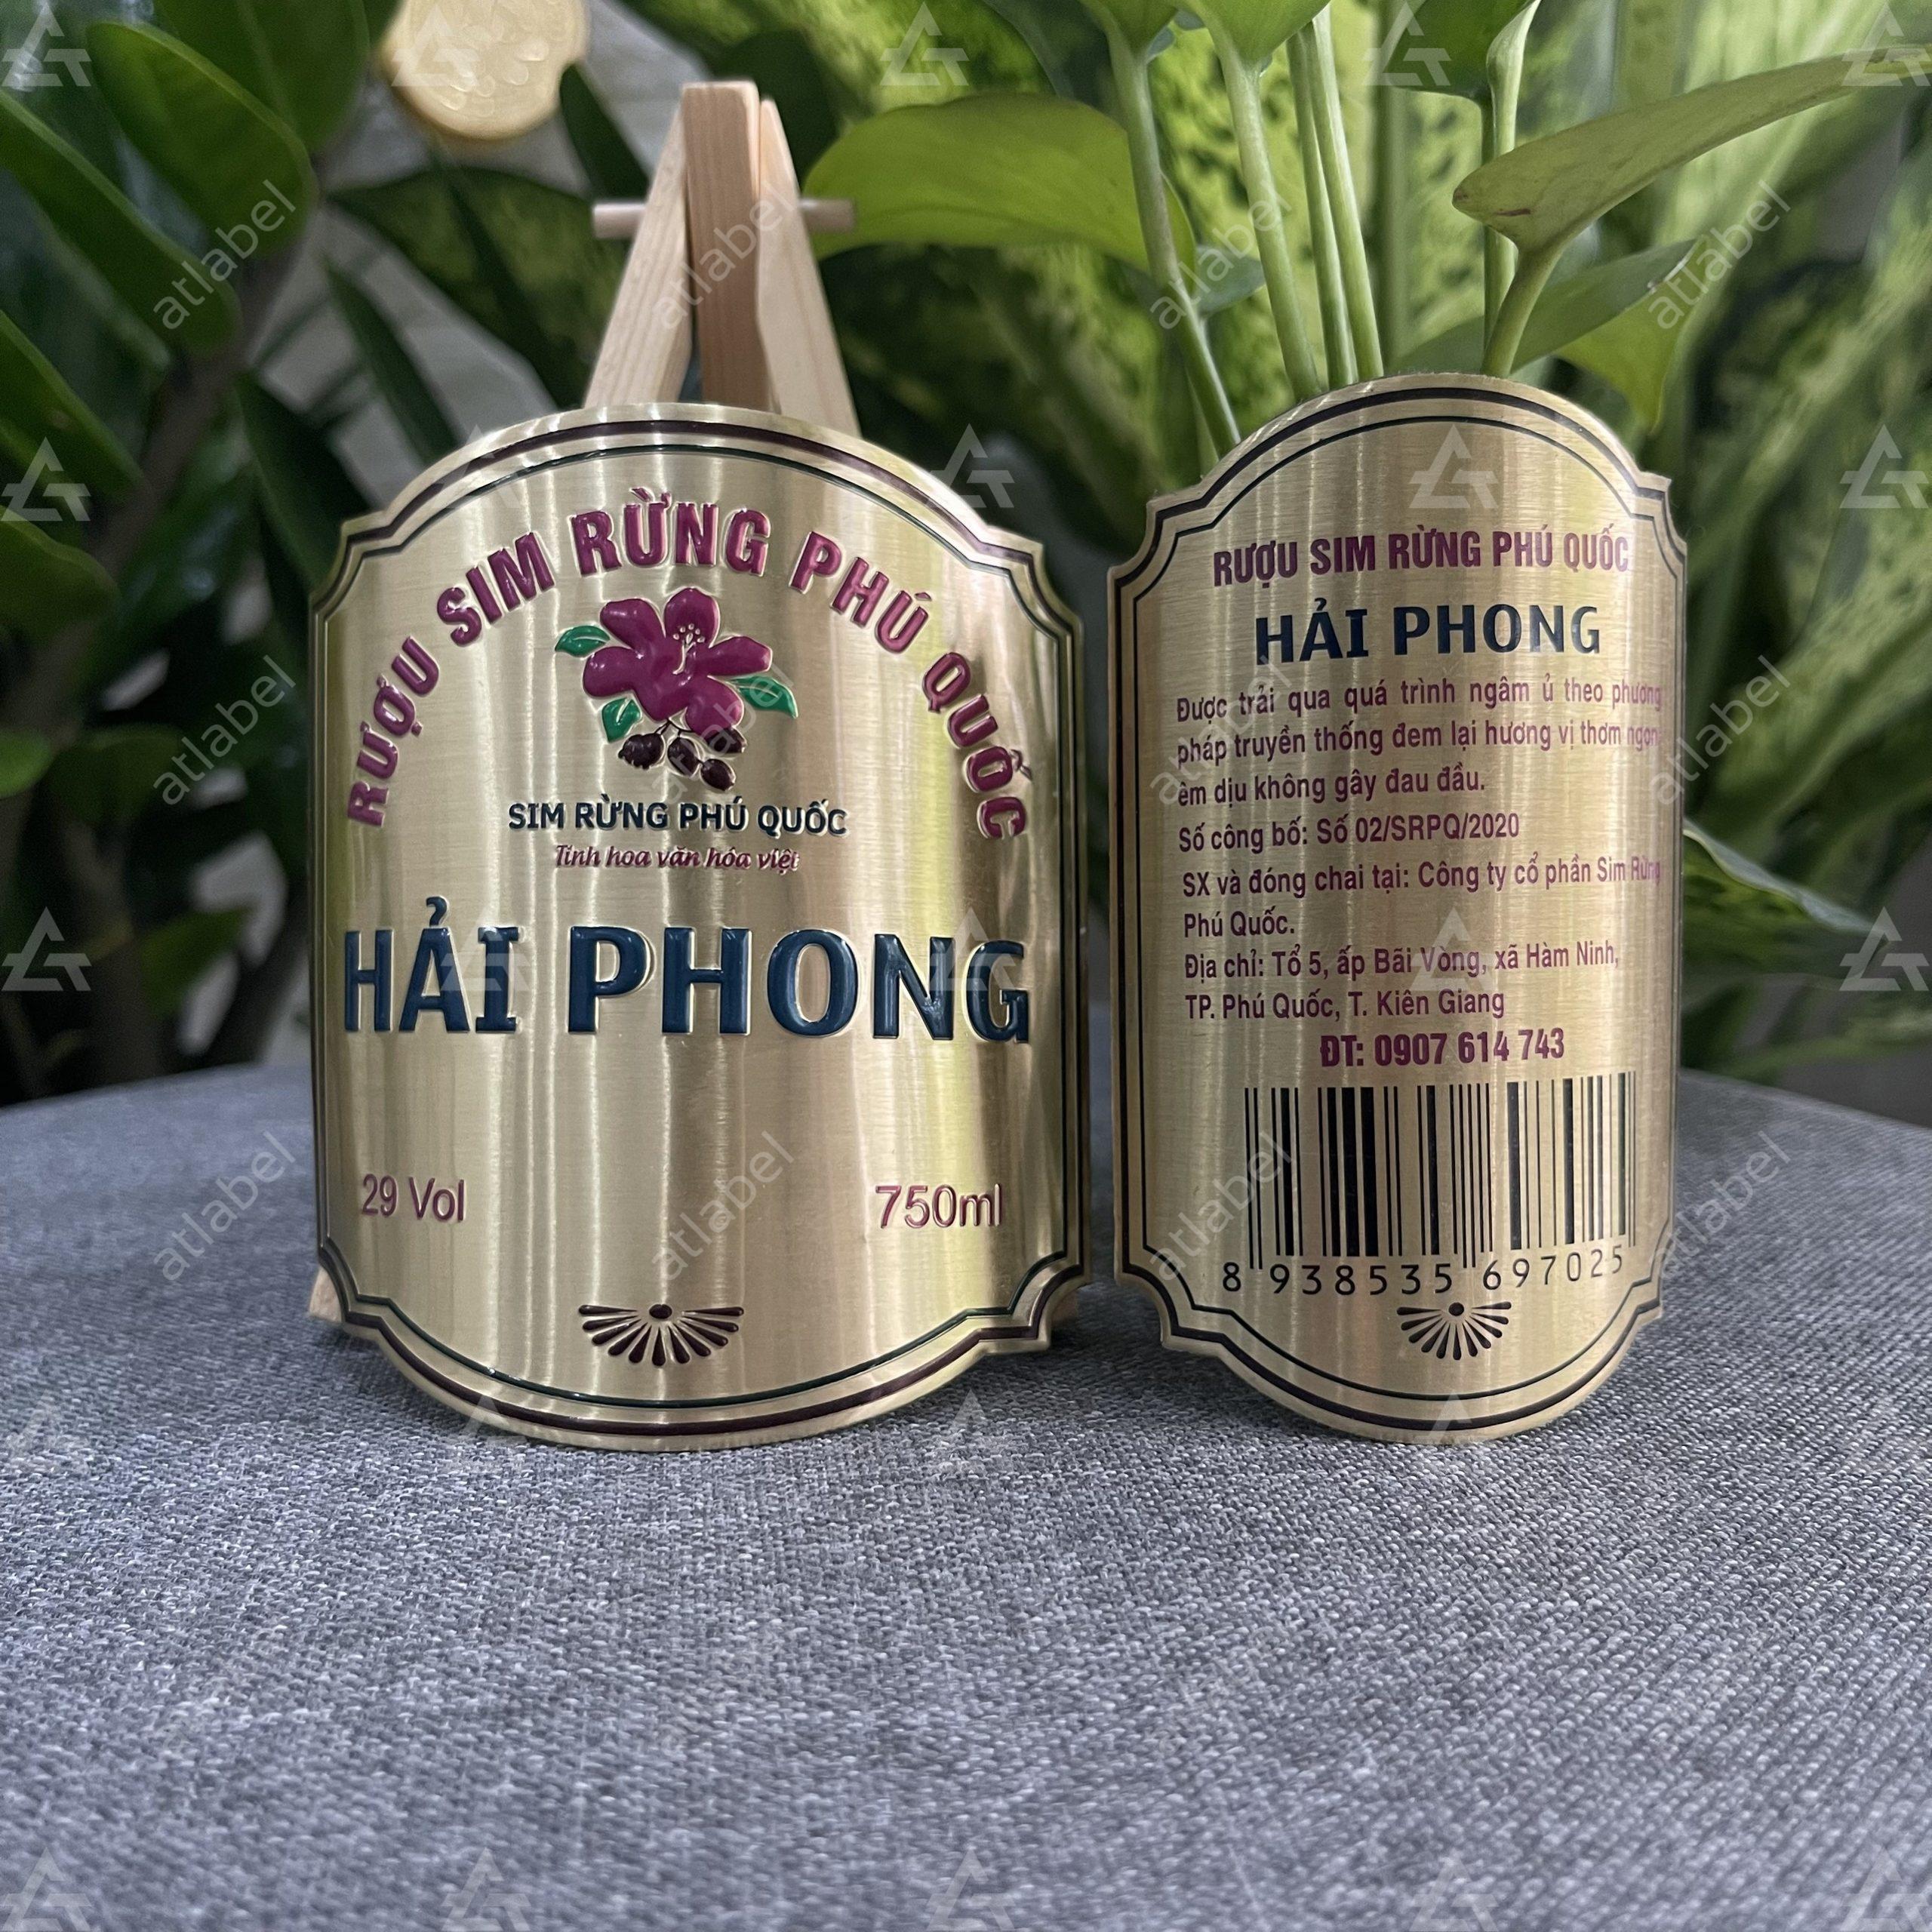 RƯỢU SIM RỪNG PHÚ QUỐC
SIM RỪNG PHÚ QUỐC
Tinh hoa văn hóa việt
HẢI PHONG
29 Vol
750ml
RƯỢU SIM RỪNG PHÚ QUỐC
HẢI PHONG
Được trải qua quá trình ngâm ủ theo phương
pháp truyền thống đem lại hương vị thơm ngon
êm dịu không gây đau đầu.
Số công bố: Số 02/SRPQ/2020
SX và đóng chai tại: Công ty cổ phần Sim Rừng
Phú Quốc.
Địa chỉ: Tổ 5, ấp Bãi Vòng, xã Hàm Ninh,
TP. Phú Quốc, T. Kiên Giang
ĐT: 0907 614 743
8 938535 697025
atlabel